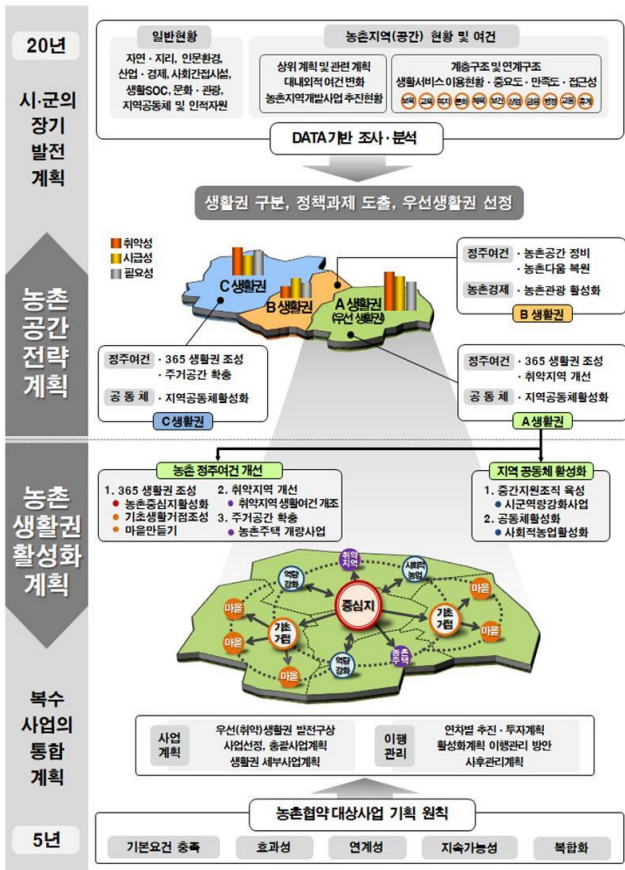 20년
시·군의
장기
발전
계획
농촌
공간
전략
계획
농촌
생활권
활성화
계획
복수
사업의
통합
계획
5년
일반현황
자연·지리, 인문환경,
산업·경제, 사회간접시설,
생활SOC, 문화·관광,
지역공동체 및 인적자원
농촌지역(공간) 현황 및 여건
상위 계획 및 관련 계획
대내외적 여건 변화
농촌지역개발사업 추진현황
계층구조 및 연계구조
생활서비스 이용현황·중요도·만족도·접근성
보육 교육 복지 문화 체육 보건 상업 금융 행정 교통 휴게
DATA기반 조사·분석
생활권 구분, 정책과제 도출, 우선생활권 선정
취약성
시급성
필요성
C 생활권
B 생활권
A 생활권
(우선 생활권)
정주여건 · 농촌공간 정비
· 농촌다움 복원
농촌경제 · 농촌관광 활성화
B 생활권
정주여건 · 365 생활권 조성
· 주거공간 확충
공 동 체 · 지역공동체활성화
C생활권
정주여건 · 365 생활권 조성
· 취약지역 개선
공 동 체 · 지역공동체활성화
A생활권
농촌 정주여건 개선
1. 365 생활권 조성
농촌중심지활성화
기초생활거점조성
마을만들기
2. 취약지역 개선
취약지역 생활여건 개조
3. 주거공간 확충
농촌주택 개량사업
지역 공동체 활성화
1. 중간지원조직 육성
시군역량강화사업
2. 공동체활성화
사회적농업활성화
취약
지역
역량
강화
사회적
농업
중심지
마을
마을
기초
거점
기초
거점
마을
마을
마을
역량
강화
농촌
주택
사업
계획
우선(취약)생활권 발전구상
사업선정, 총괄사업계획
생활권 세부사업계획
이행
관리
연차별 추진·투자계획
활성화계획 이행관리 방안
사후관리계획
농촌협약 대상사업 기획 원칙
기본요건 충족
효과성
연계성
지속가능성
복합화